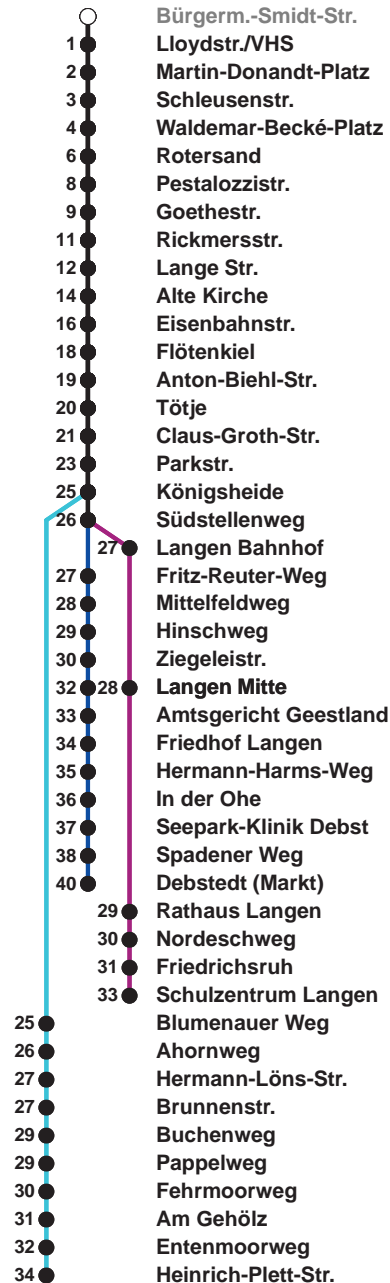 Bürgerm.-Smidt-Str.
1 Lloydstr./VHS
2 Martin-Donandt-Platz
3 Schleusenstr.
4 Waldemar-Becké-Platz
6 Rotersand
8 Pestalozzistr.
9 Goethestr.
11 Rickmersstr.
12 Lange Str.
14 Alte Kirche
16 Eisenbahnstr.
18 Flötenkiel
19 Anton-Biehl-Str.
20 Tötje
21 Claus-Groth-Str.
23 Parkstr.
25 Königsheide
26 Südstellenweg
27 Langen Bahnhof
27 Fritz-Reuter-Weg
28 Mittelfeldweg
29 Hinschweg
30 Ziegeleistr.
32 28 Langen Mitte
33 Amtsgericht Geestland
34 Friedhof Langen
35 Hermann-Harms-Weg
36 In der Ohe
37 Seepark-Klinik Debst
38 Spadener Weg
40 Debstedt (Markt)
29 Rathaus Langen
30 Nordeschweg
31 Friedrichsruh
33 Schulzentrum Langen
25 Blumenauer Weg
26 Ahornweg
27 Hermann-Löns-Str.
27 Brunnenstr.
29 Buchenweg
29 Pappelweg
30 Fehrmoorweg
31 Am Gehölz
32 Entenmoorweg
34 Heinrich-Plett-Str.